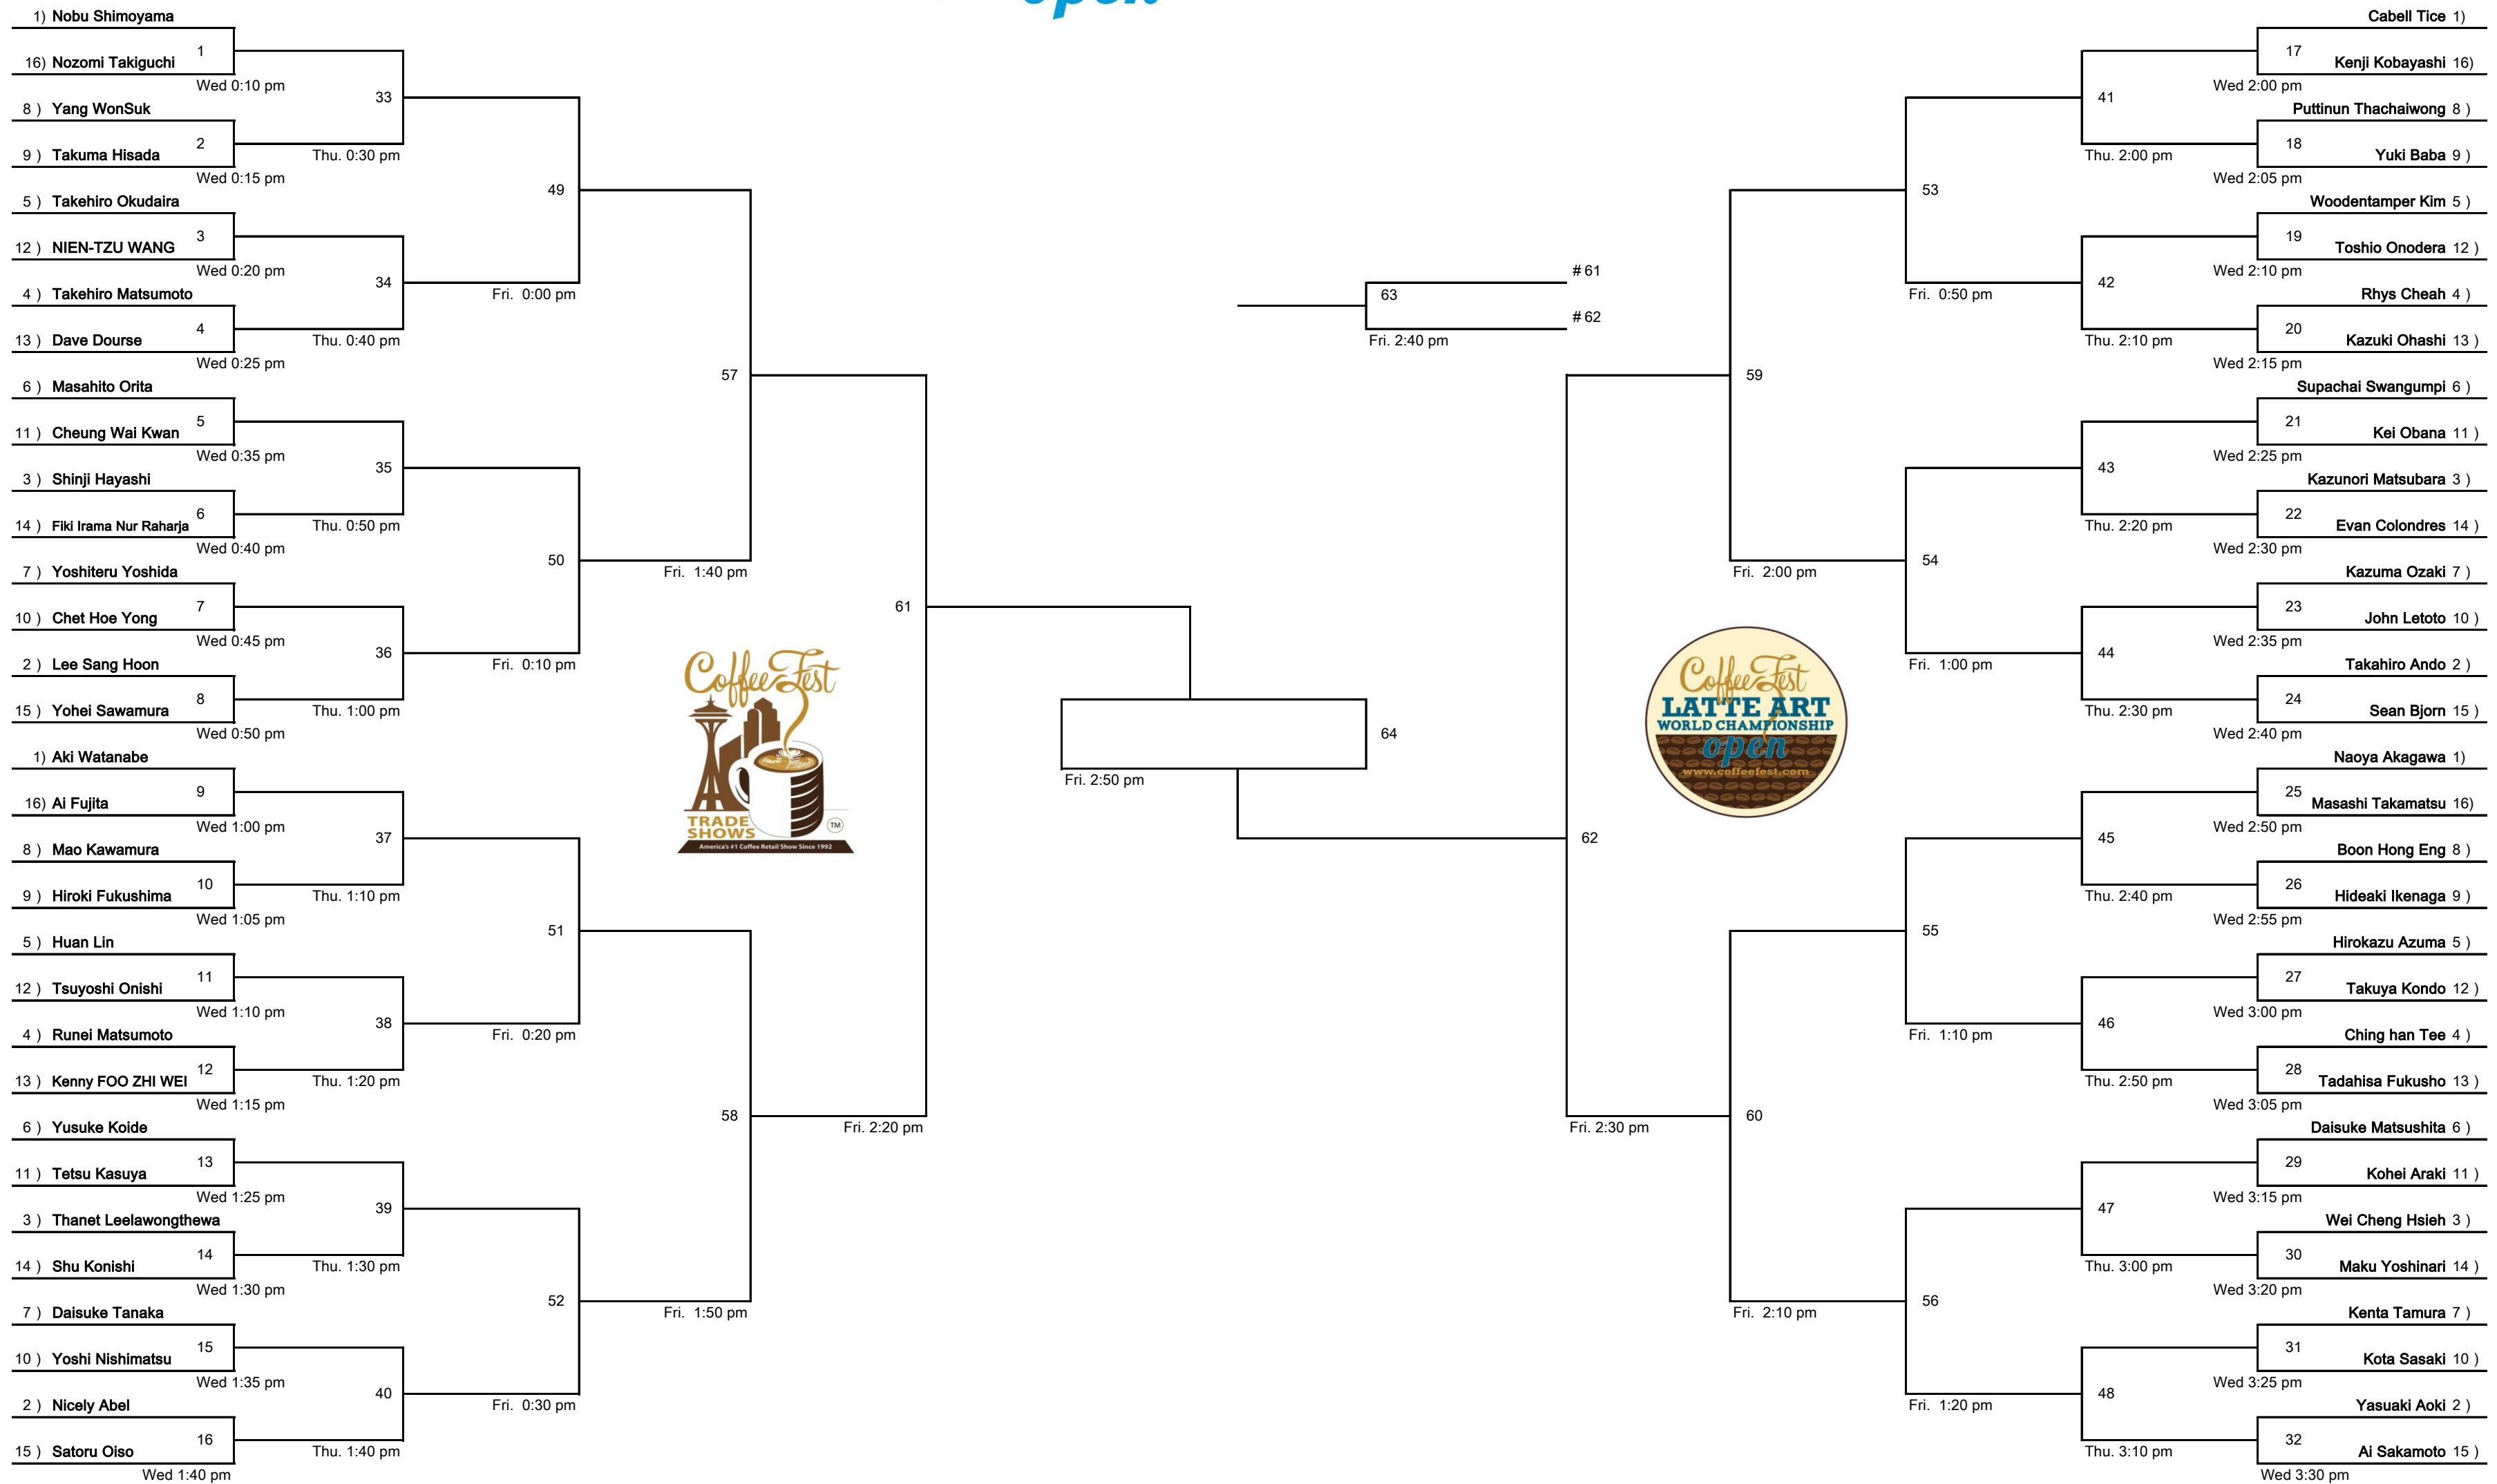 open
1) Nobu Shimoyama
1
16) Nozomi Takiguchi
Wed 0:10 pm
33
8 ) Yang WonSuk
2
9 ) Takuma Hisada
Thu. 0:30 pm
Wed 0:15 pm
49
5 ) Takehiro Okudaira
3
12 ) NIEN-TZU WANG
Wed 0:20 pm
34
Fri. 0:00 pm
4 ) Takehiro Matsumoto
4
13 ) Dave Dourse
Thu. 0:40 pm
Wed 0:25 pm
57
6 ) Masahito Orita
5
11 ) Cheung Wai Kwan
Wed 0:35 pm
35
3 ) Shinji Hayashi
6
14 ) Fiki Irama Nur Raharja
Thu. 0:50 pm
Wed 0:40 pm
50
Fri. 1:40 pm
7 ) Yoshiteru Yoshida
7
10 ) Chet Hoe Yong
Wed 0:45 pm
36
Fri. 0:10 pm
2 ) Lee Sang Hoon
8
15 ) Yohei Sawamura
Thu. 1:00 pm
Wed 0:50 pm
61
1) Aki Watanabe
9
16) Ai Fujita
Wed 1:00 pm
37
8 ) Mao Kawamura
10
9 ) Hiroki Fukushima
Thu. 1:10 pm
Wed 1:05 pm
51
5 ) Huan Lin
11
12 ) Tsuyoshi Onishi
Wed 1:10 pm
38
Fri. 0:20 pm
4 ) Runei Matsumoto
12
13 ) Kenny FOO ZHI WEI
Thu. 1:20 pm
Wed 1:15 pm
58
Fri. 2:20 pm
6 ) Yusuke Koide
13
11 ) Tetsu Kasuya
Wed 1:25 pm
39
3 ) Thanet Leelawongthewa
14
14 ) Shu Konishi
Thu. 1:30 pm
Wed 1:30 pm
52
Fri. 1:50 pm
7 ) Daisuke Tanaka
15
10 ) Yoshi Nishimatsu
Wed 1:35 pm
40
Fri. 0:30 pm
2 ) Nicely Abel
16
15 ) Satoru Oiso
Thu. 1:40 pm
Wed 1:40 pm
Coffee Fest
TRADE
SHOWS
TM
America's #1 Coffee Retail Show Since 1992
# 61
63
# 62
Fri. 2:40 pm
64
Fri. 2:50 pm
Coffee Fest
LATTE ART
WORLD CHAMPIONSHIP
open
www.coffeefest.com
Cabell Tice 1)
17
Kenji Kobayashi 16)
Wed 2:00 pm
41
Puttinun Thachaiwong 8 )
18
Yuki Baba 9 )
Thu. 2:00 pm
Wed 2:05 pm
53
Woodentamper Kim 5 )
19
Toshio Onodera 12 )
Wed 2:10 pm
42
Fri. 0:50 pm
Rhys Cheah 4 )
20
Kazuki Ohashi 13 )
Thu. 2:10 pm
Wed 2:15 pm
59
Supachai Swangumpi 6 )
21
Kei Obana 11 )
Wed 2:25 pm
43
Kazunori Matsubara 3 )
22
Evan Colondres 14 )
Thu. 2:20 pm
Wed 2:30 pm
54
Fri. 2:00 pm
Kazuma Ozaki 7 )
23
John Letoto 10 )
Wed 2:35 pm
44
Fri. 1:00 pm
Takahiro Ando 2 )
24
Sean Bjorn 15 )
Thu. 2:30 pm
Wed 2:40 pm
62
Naoya Akagawa 1)
25
Masashi Takamatsu 16)
Wed 2:50 pm
45
Boon Hong Eng 8 )
26
Hideaki Ikenaga 9 )
Thu. 2:40 pm
Wed 2:55 pm
55
Hirokazu Azuma 5 )
27
Takuya Kondo 12 )
Wed 3:00 pm
46
Fri. 1:10 pm
Ching han Tee 4 )
28
Tadahisa Fukusho 13 )
Thu. 2:50 pm
Wed 3:05 pm
60
Fri. 2:30 pm
Daisuke Matsushita 6 )
29
Kohei Araki 11 )
Wed 3:15 pm
47
Wei Cheng Hsieh 3 )
30
Maku Yoshinari 14 )
Thu. 3:00 pm
Wed 3:20 pm
56
Fri. 2:10 pm
Kenta Tamura 7 )
31
Kota Sasaki 10 )
Wed 3:25 pm
48
Fri. 1:20 pm
Yasuaki Aoki 2 )
32
Ai Sakamoto 15 )
Thu. 3:10 pm
Wed 3:30 pm